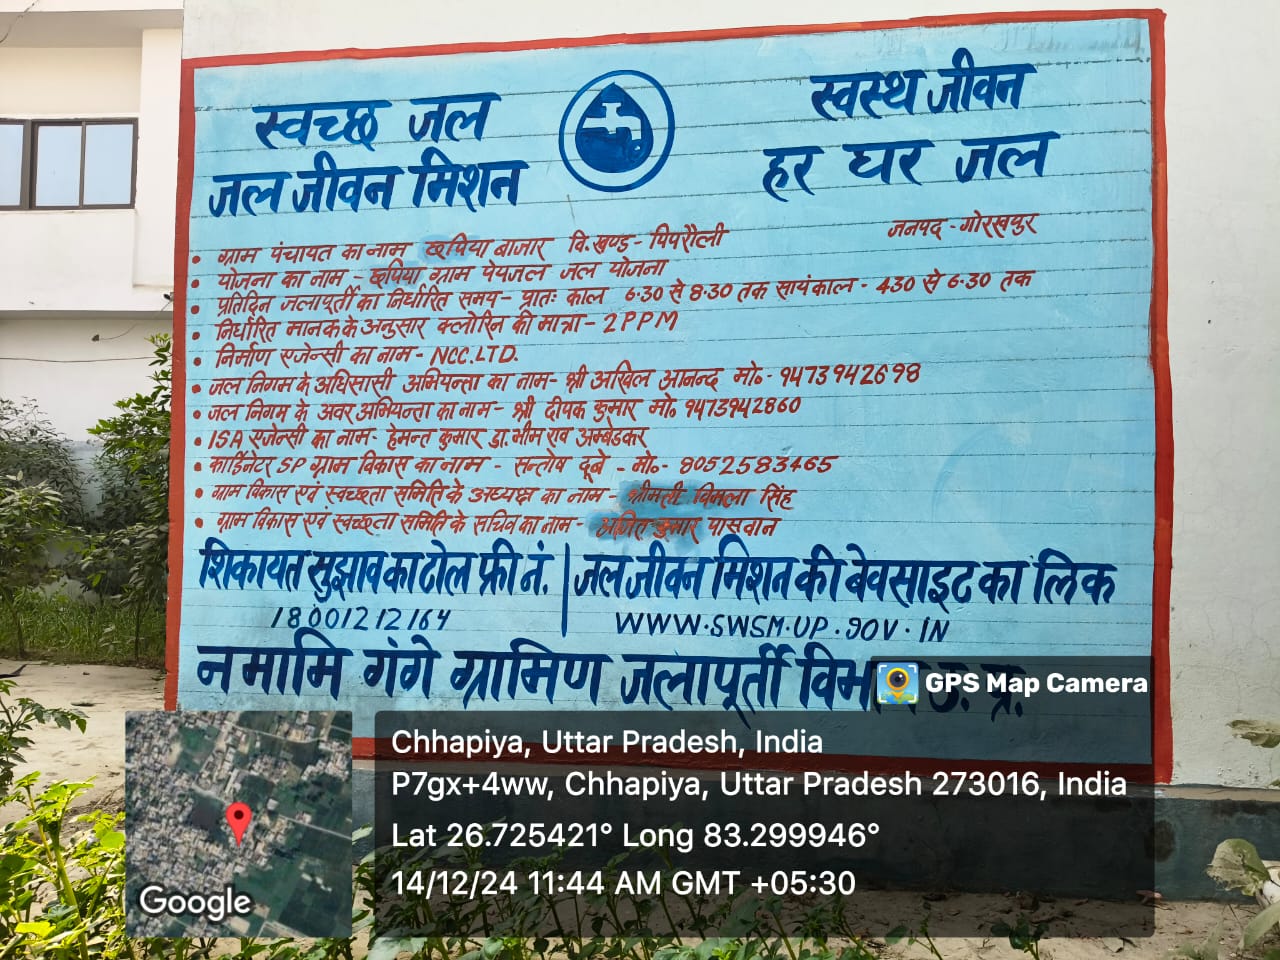 स्वच्छ जल
जल जीवन मिशन
स्वस्थ जीवन
हर घर जल
• ग्राम पंचायत का नाम छपिया बाजार वि.खण्ड- पिपरौली जनपद - गोरखपुर
• योजना का नाम - छपिया ग्राम पेयजल जल योजना
• प्रतिदिन जलापूर्ती का निर्धारित समय- प्रातः काल 6.30 से 8.30 तक सायंकाल - 430 से 6.30 तक
• निर्धारित मानक के अनुसार क्लोरिन की मात्रा - 2PPM
• निर्माण एजेन्सी का नाम - NCC.LTD.
• जल निगम के अधिसासी अभियन्ता का नाम- श्री अखिल आनन्द मो॰ - 9473942698
• जल निगम के अवर अभियन्ता का नाम- श्री दीपक कुमार मो॰ 9473942860
• ISA एजेन्सी का नाम- हेमन्त कुमार डा.भीम राव अम्बेडकर
• कार्डिनेटर SP ग्राम विकास का नाम - सन्तोष दूबे - मो॰- 8052583465
• ग्राम विकास एवं स्वच्छता समिति के अध्यक्ष का नाम- श्रीमती विमला सिंह
• ग्राम विकास एवं स्वच्छता समिति के सचिव का नाम- अमित कुमार पासवान
शिकायत सुझाव का टोल फ्री नं.
18001212164
जल जीवन मिशन की बेवसाइट का लिक
WWW.SWSM.UP.gov.IN
नमामि गंगे ग्रामिण जलापूर्ती उ.प्र.
GPS Map Camera
Chhapiya, Uttar Pradesh, India
P7gx+4ww, Chhapiya, Uttar Pradesh 273016, India
Lat 26.725421° Long 83.299946°
14/12/24 11:44 AM GMT +05:30
Google